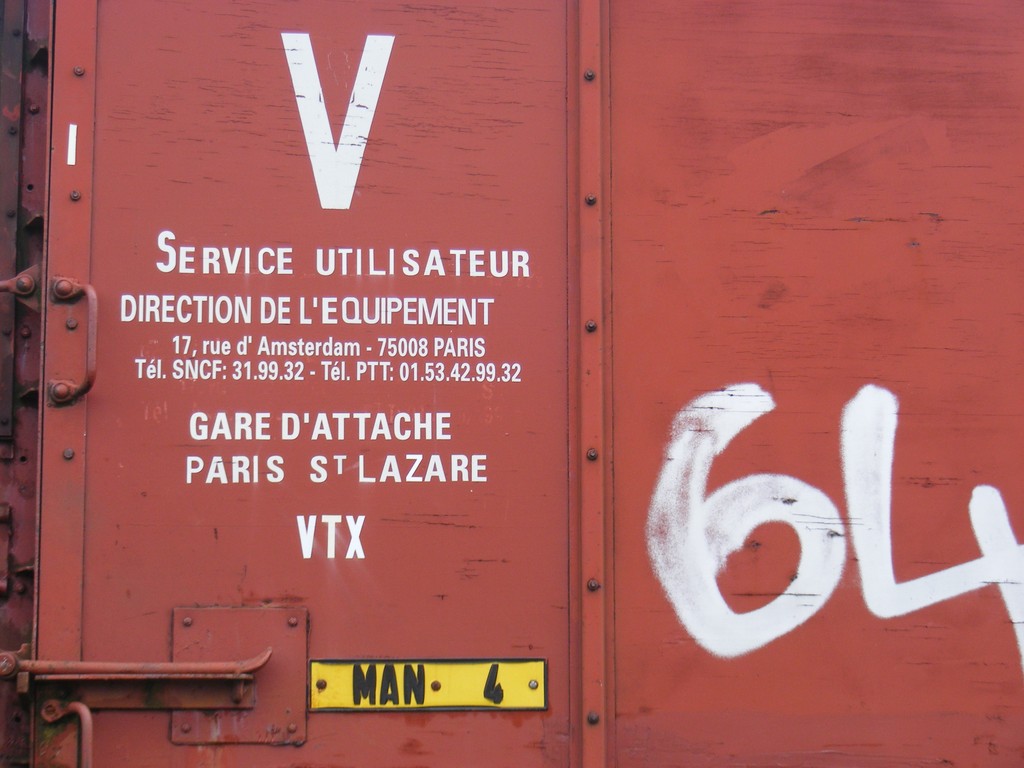 V
SERVICE UTILISATEUR
DIRECTION DE L'EQUIPEMENT
17, rue d' Amsterdam - 75008 PARIS
Tél. SNCF: 31.99.32 - Tél. PTT: 01.53.42.99.32
GARE D'ATTACHE
PARIS ST LAZARE
VTX
MAN 4
64